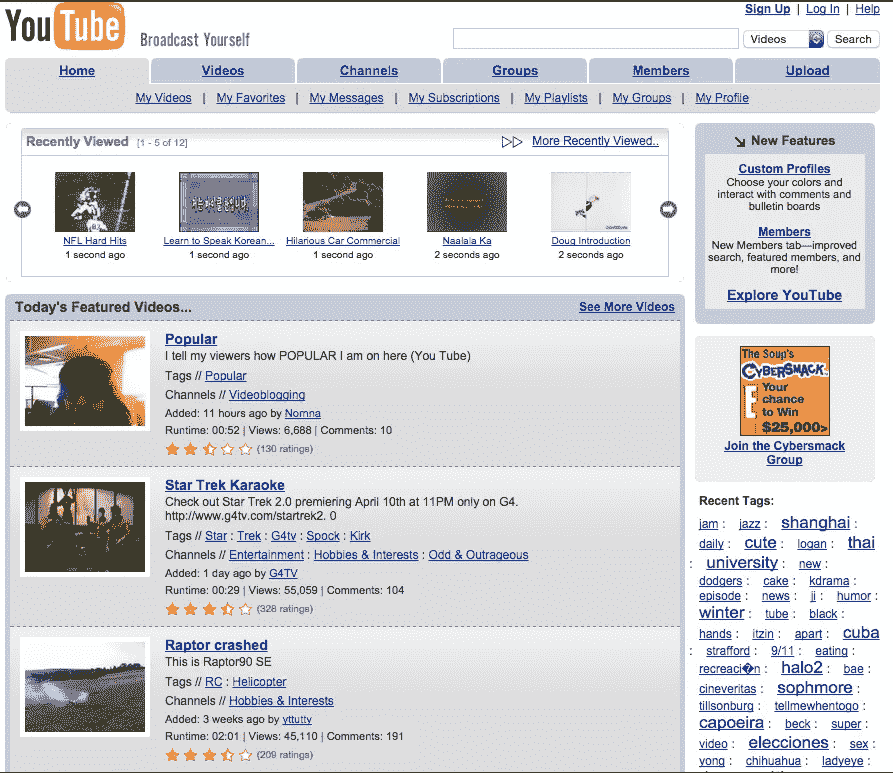 Sign Up | Log In | Help
YouTube
Broadcast Yourself
Videos
Search
Home
Videos
Channels
Groups
Members
Upload
My Videos | My Favorites | My Messages | My Subscriptions | My Playlists | My Groups | My Profile
Recently Viewed [1 - 5 of 12]
More Recently Viewed..
NFL Hard Hits
1 second ago
Learn to Speak Korean...
1 second ago
Hilarious Car Commercial
1 second ago
Naalala Ka
2 seconds ago
Doug Introduction
2 seconds ago
Today's Featured Videos...
See More Videos
Popular
I tell my viewers how POPULAR I am on here (You Tube)
Tags // Popular
Channels // Videoblogging
Added: 11 hours ago by Nornna
Runtime: 00:52 | Views: 6,688 | Comments: 10
(130 ratings)
Star Trek Karaoke
Check out Star Trek 2.0 premiering April 10th at 11PM only on G4.
http://www.g4tv.com/startrek2. 0
Tags // Star : Trek : G4tv : Spock : Kirk
Channels // Entertainment : Hobbies & Interests : Odd & Outrageous
Added: 1 day ago by G4TV
Runtime: 00:29 | Views: 55,059 | Comments: 104
(328 ratings)
Raptor crashed
This is Raptor90 SE
Tags // RC : Helicopter
Channels // Hobbies & Interests
Added: 3 weeks ago by yttuttv
Runtime: 02:01 | Views: 45,110 | Comments: 191
(209 ratings)
New Features
Custom Profiles
Choose your colors and
interact with comments and
bulletin boards
Members
New Members tab—improved
search, featured members, and
more!
Explore YouTube
The Soup's
CYBERSMACK
E Your
chance
to Win
$25,000>
Join the Cybersmack
Group
Recent Tags:
jam : jazz : shanghai :
daily : cute : logan : thai
: university : new :
dodgers : cake : kdrama :
episode : news : ji : humor :
winter : tube : black :
hands : itzin : apart : cuba
: strafford : 9/11 : eating :
recreaci�n : halo2 : bae :
cineveritas : sophmore :
tillsonburg : tellmewhentogo :
capoeira : beck : super :
video : elecciones : sex :
vong : chihuahua : ladyeye :